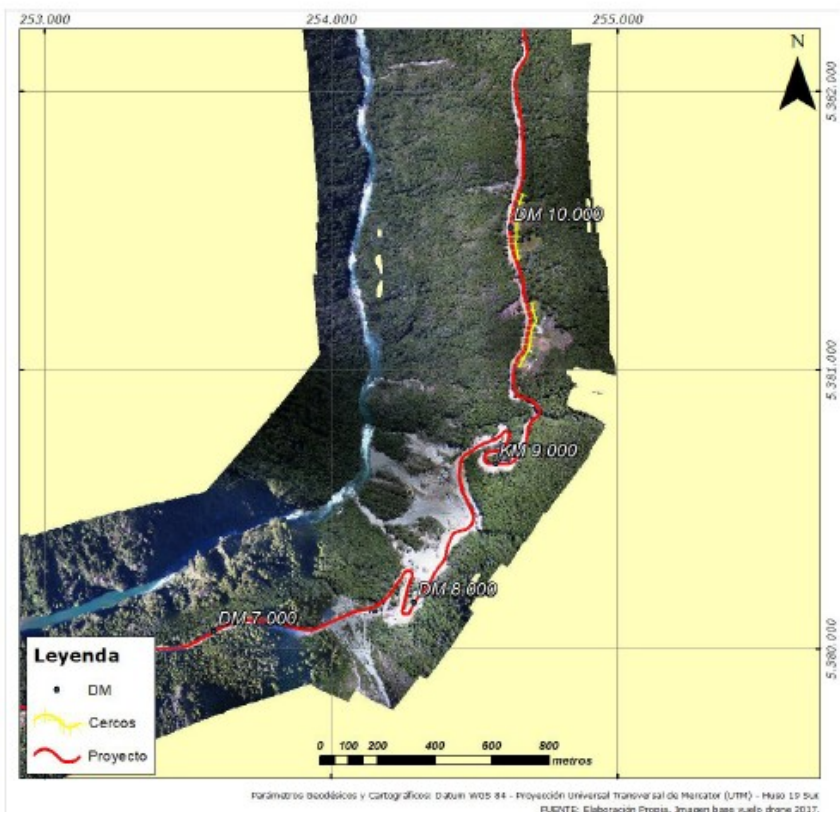 253.000 254.000 255.000
N
5.382.000
DM 10.000
5.381.000
KM 9.000
DM 8.000
DM 7.000
5.380.000
Leyenda
DM
Cercos
Proyecto
0 100 200 400 600 800
metros
Parámetros Geodésicos y Cartográficos: Datum WGS 84 - Proyección Universal Transversal de Mercator (UTM) - Huso 19 Sur
FUENTE: Elaboración Propia. Imagen base vuelo drone 2017.